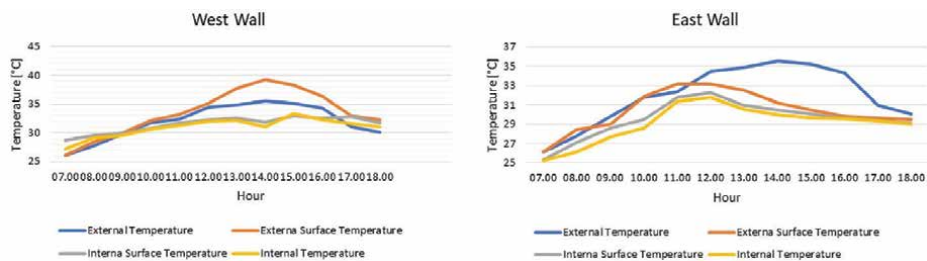 West Wall
Temperature [°C]
45
40
35
30
25
07.00 08.00 09.00 10.00 11.00 12.00 13.00 14.00 15.00 16.00 17.00 18.00
Hour
External Temperature
Externa Surface Temperature
Interna Surface Temperature
Internal Temperature
East Wall
Temperature [°C]
37
35
33
31
29
27
25
07.00 08.00 09.00 10.00 11.00 12.00 13.00 14.00 15.00 16.00 17.00 18.00
Hour
External Temperature
Externa Surface Temperature
Interna Surface Temperature
Internal Temperature